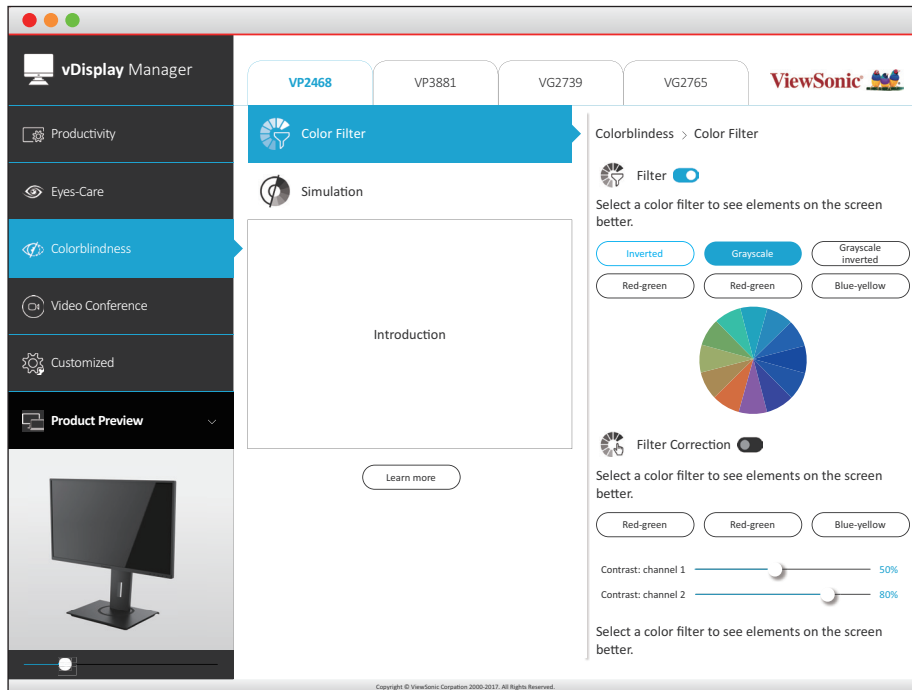 vDisplay Manager
VP2468
VP3881
VG2739
VG2765
ViewSonic
Productivity
Eyes-Care
Colorblindness
Video Conference
Customized
Product Preview
Color Filter
Simulation
Introduction
Learn more
Colorblindess > Color Filter
Filter
Select a color filter to see elements on the screen
better.
Inverted
Grayscale
Grayscale
inverted
Red-green
Red-green
Blue-yellow
Filter Correction
Select a color filter to see elements on the screen
better.
Red-green
Red-green
Blue-yellow
Contrast: channel 1 50%
Contrast: channel 2 80%
Select a color filter to see elements on the screen
better.
Copyright © ViewSonic Corpation 2000-2017. All Rights Reserved.